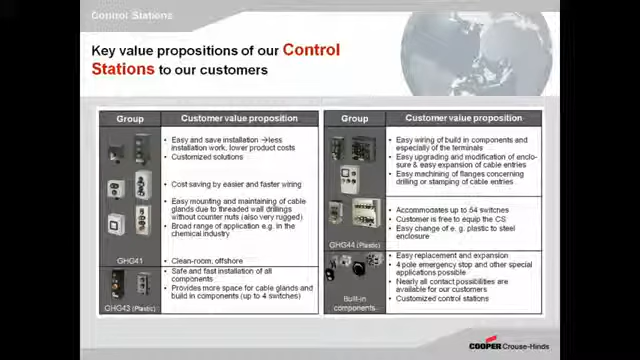 Control Stations
Key value propositions of our Control
Stations to our customers
Group
Customer value proposition
Easy and save installation →less
installation work, lower product costs
Customized solutions
Cost saving by easier and faster wiring
Easy mounting and maintaining of cable
glands due to threaded wall drillings
without counter nuts (also very rugged)
Broad range of application e.g. in the
chemical industry
Clean-room, offshore
GHG41
Safe and fast installation of all
components
Provides more space for cable glands and
build in components (up to 4 switches)
GHG43 (Plastic)
Group
Customer value proposition
Easy wiring of build in components and
especially of the terminals
Easy upgrading and modification of enclo-
sure & easy expansion of cable entries
Easy machining of flanges concerning
drilling or stamping of cable entries
Accommodates up to 64 switches
Customer is free to equip the CS
Easy change of e. g. plastic to steel
enclosure
GHG44 (Plastic)
Easy replacement and expansion
4 pole emergency stop and other special
applications possible
Nearly all contact possibilities are
available for our customers
Customized control stations
Built-in
components
COOPER Crouse-Hinds